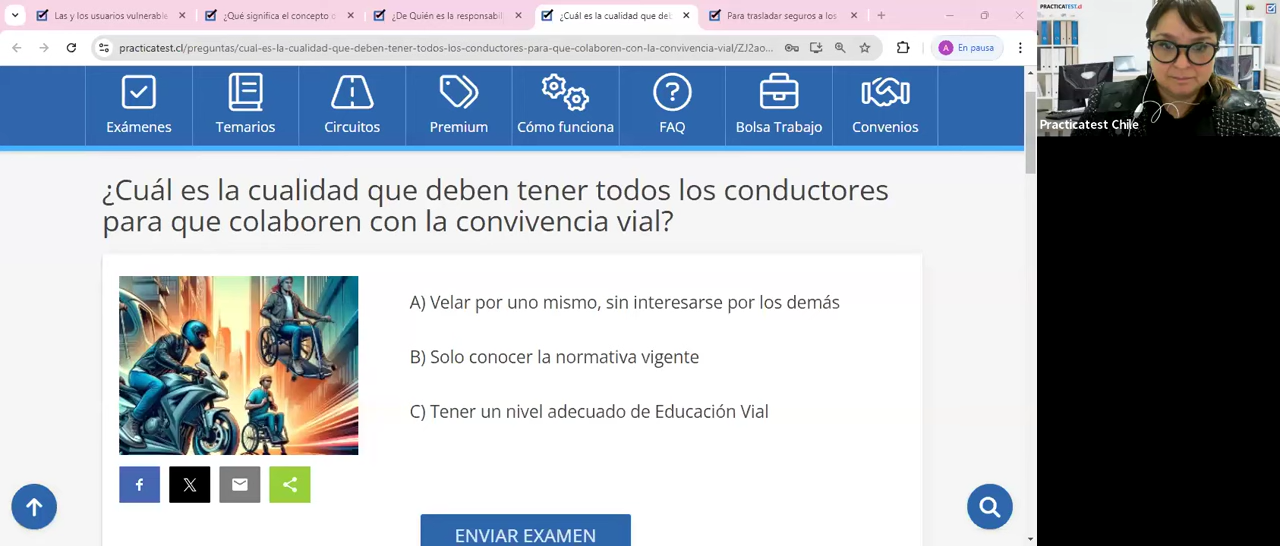 Las y los usuarios vulnerable
¿Qué significa el concepto d
¿De Quién es la responsabil
¿Cuál es la cualidad que deb
Para trasladar seguros a los
practicatest.cl/preguntas/cual-es-la-cualidad-que-deben-tener-todos-los-conductores-para-que-colaboren-con-la-convivencia-vial/ZJ2ao...
A En pausa
PRACTICATEST.cl
Practicatest Chile
Exámenes
Temarios
Circuitos
Premium
Cómo funciona
FAQ
Bolsa Trabajo
Convenios
¿Cuál es la cualidad que deben tener todos los conductores
para que colaboren con la convivencia vial?
A) Velar por uno mismo, sin interesarse por los demás
B) Solo conocer la normativa vigente
C) Tener un nivel adecuado de Educación Vial
ENVIAR EXAMEN